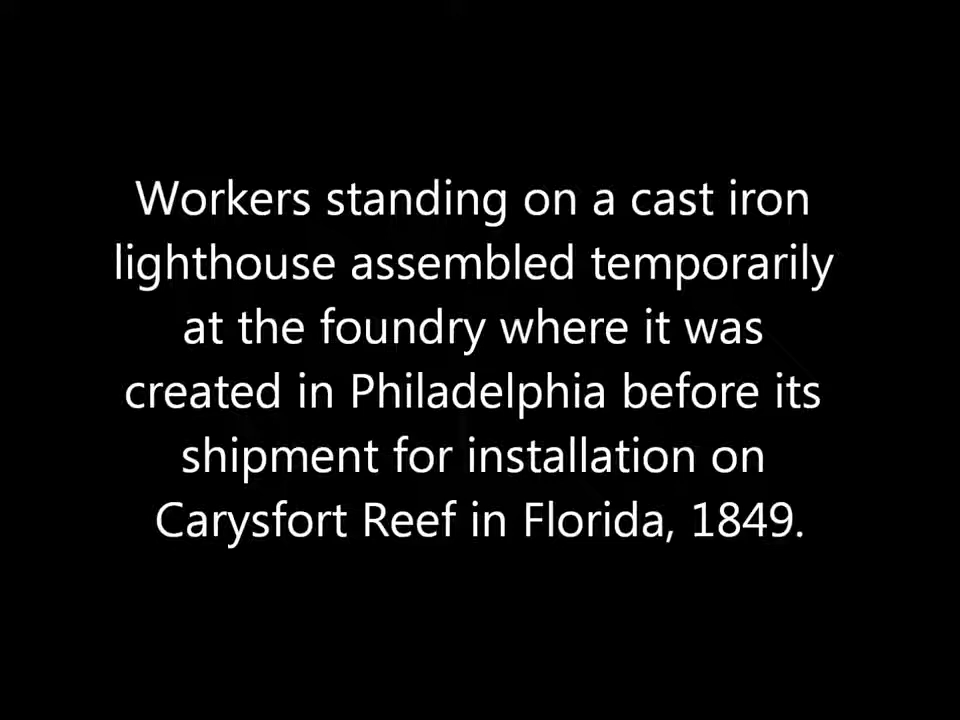 Workers standing on a cast iron
lighthouse assembled temporarily
at the foundry where it was
created in Philadelphia before its
shipment for installation on
Carysfort Reef in Florida, 1849.